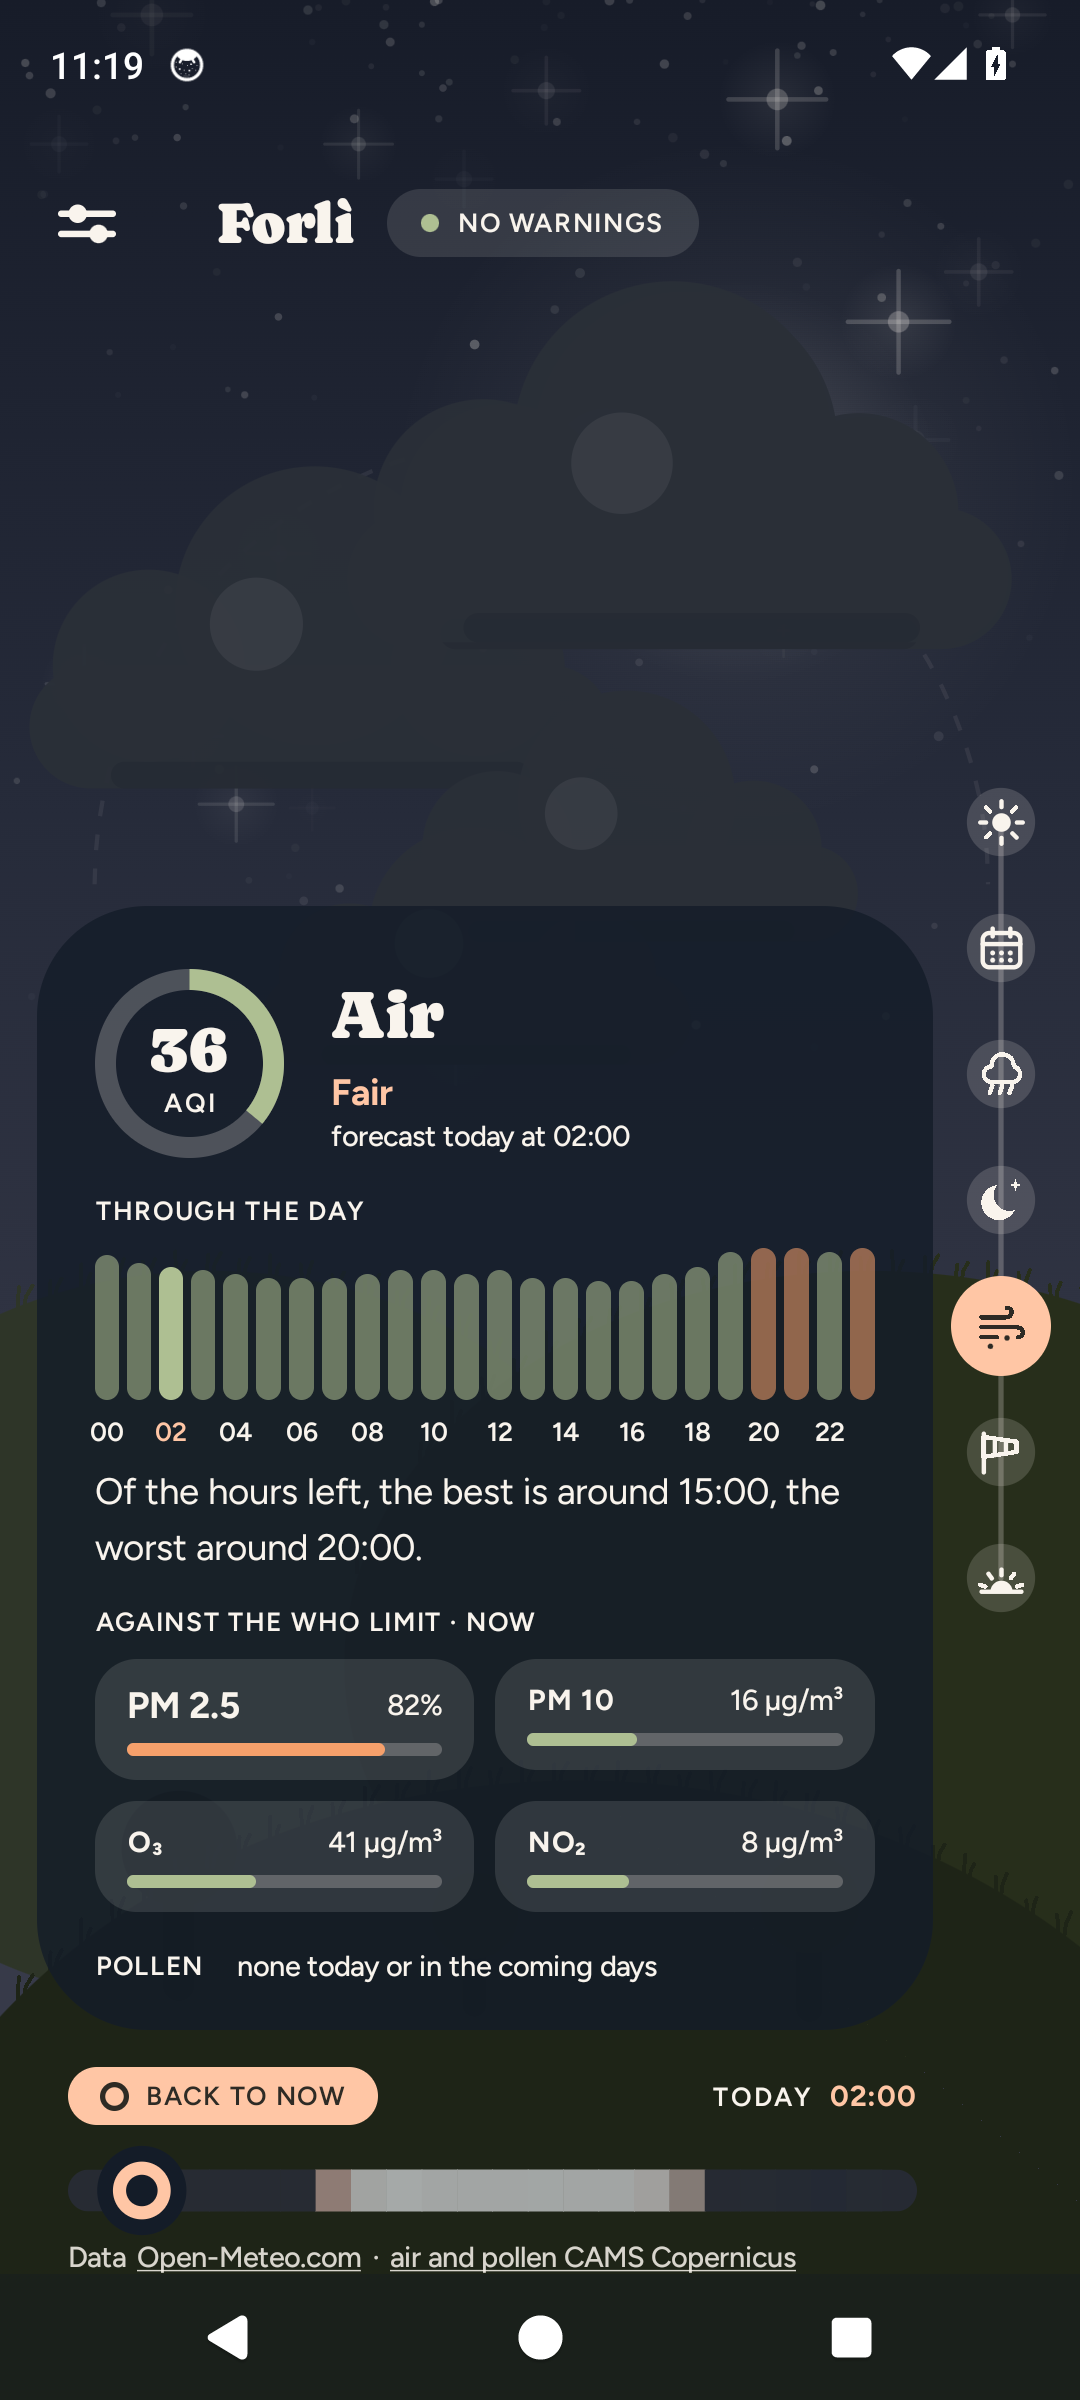 11:19
Forlì
NO WARNINGS
36
AQI
Air
Fair
forecast today at 02:00
THROUGH THE DAY
00 02 04 06 08 10 12 14 16 18 20 22
Of the hours left, the best is around 15:00, the
worst around 20:00.
AGAINST THE WHO LIMIT · NOW
PM 2.5 82%
PM 10 16 µg/m³
O₃ 41 µg/m³
NO₂ 8 µg/m³
POLLEN none today or in the coming days
BACK TO NOW
TODAY 02:00
Data Open-Meteo.com · air and pollen CAMS Copernicus